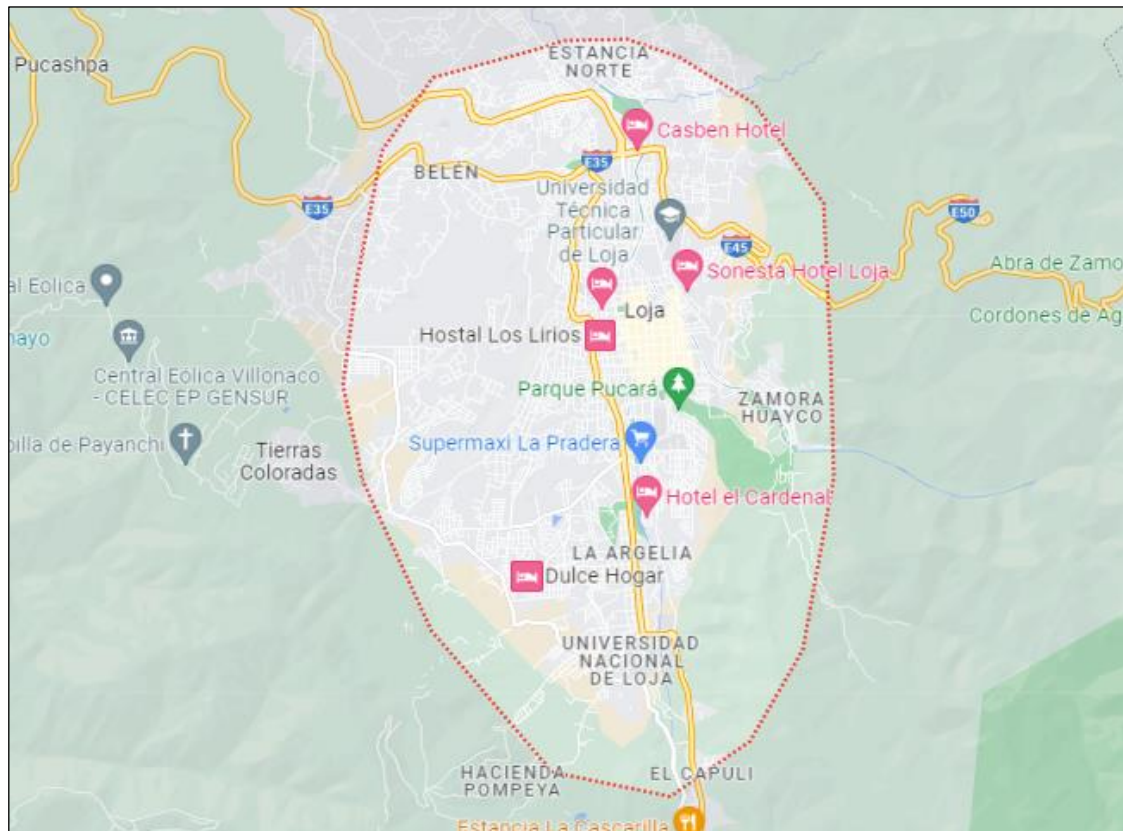 ESTANCIA
NORTE
Pucashpa
Casben Hotel
E35
BELÉN
Universidad
Técnica
Particular
de Loja
E35
E50
E45
Sonesta Hotel Loja
Abra de Zamo
al Eólica
Loja
Cordones de Ag
Hostal Los Lirios
mayo
Central Eólica Villonaco
- CELEC EP GENSUR
Parque Pucará
ZAMORA
HUAYCO
Supermaxi La Pradera
pilla de Payanchi
Tierras
Coloradas
Hotel el Cardenal
LA ARGELIA
Dulce Hogar
UNIVERSIDAD
NACIONAL
DE LOJA
HACIENDA
POMPEYA
EL CAPULI
Estancia La Cascarilla